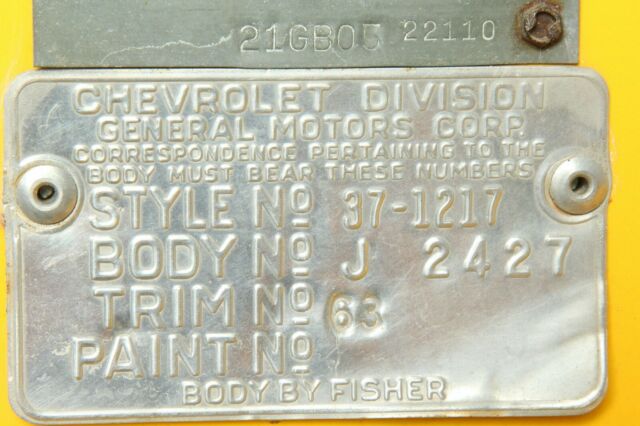 21GB05 22110
CHEVROLET DIVISION
GENERAL MOTORS CORP.
CORRESPONDENCE PERTAINING TO THE
BODY MUST BEAR THESE NUMBERS
STYLE NO 37-1217
BODY NO J 2427
TRIM NO 63
PAINT NO
BODY BY FISHER